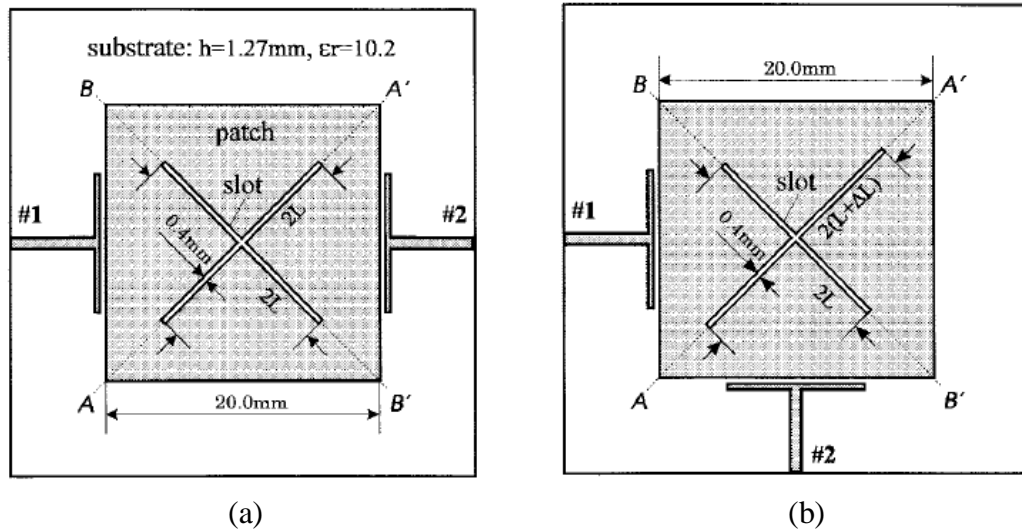 substrate: h=1.27mm, εr=10.2
B
A'
patch
slot
2L
#1
#2
0.4mm
2L
A
20.0mm
B'
(a)
20.0mm
B
A'
slot
2(L+ΔL)
#1
0.4mm
2L
A
B'
#2
(b)